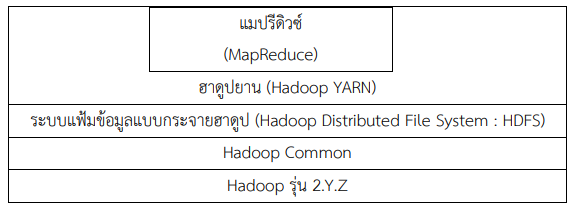 แมปรีดิวซ์
(MapReduce)
ฮาดูปยาน (Hadoop YARN)
ระบบแฟ้มข้อมูลแบบกระจายฮาดูป (Hadoop Distributed File System : HDFS)
Hadoop Common
Hadoop รุ่น 2.Y.Z